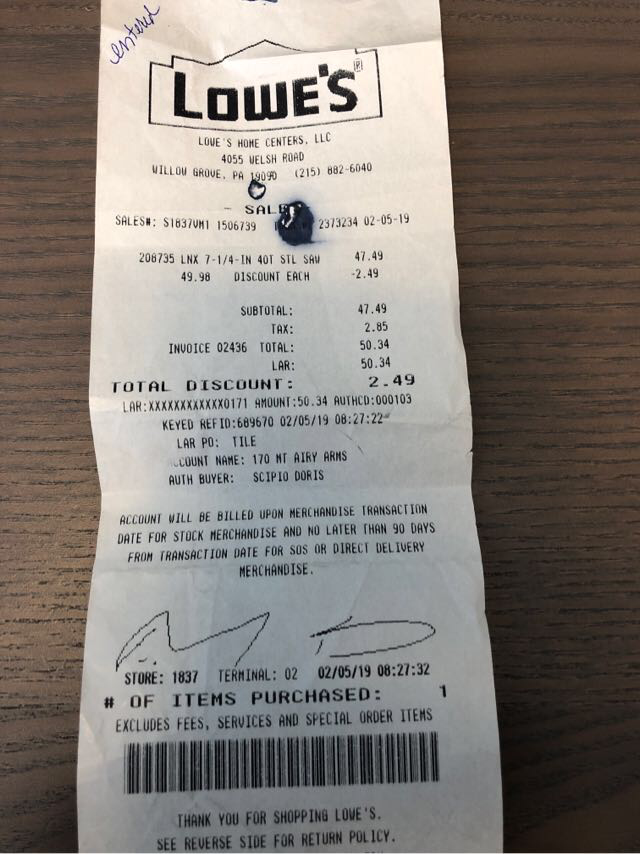 entered
LOWE'S®
LOWE'S HOME CENTERS, LLC
4055 WELSH ROAD
WILLOW GROVE, PA 19090 (215) 882-6040
- SALE
SALES#: S1837VM1 1506739 2373234 02-05-19
208735 LNX 7-1/4-IN 40T STL SAW 47.49
49.98 DISCOUNT EACH -2.49
SUBTOTAL: 47.49
TAX: 2.85
INVOICE 02436 TOTAL: 50.34
LAR: 50.34
TOTAL DISCOUNT: 2.49
LAR:XXXXXXXXXXXX0171 AMOUNT:50.34 AUTHCD:000103
KEYED REFID:689670 02/05/19 08:27:22
LAR PO: TILE
ACCOUNT NAME: 170 MT AIRY ARMS
AUTH BUYER: SCIPIO DORIS
ACCOUNT WILL BE BILLED UPON MERCHANDISE TRANSACTION
DATE FOR STOCK MERCHANDISE AND NO LATER THAN 90 DAYS
FROM TRANSACTION DATE FOR SOS OR DIRECT DELIVERY
MERCHANDISE.
STORE: 1837 TERMINAL: 02 02/05/19 08:27:32
# OF ITEMS PURCHASED: 1
EXCLUDES FEES, SERVICES AND SPECIAL ORDER ITEMS
THANK YOU FOR SHOPPING LOWE'S.
SEE REVERSE SIDE FOR RETURN POLICY.